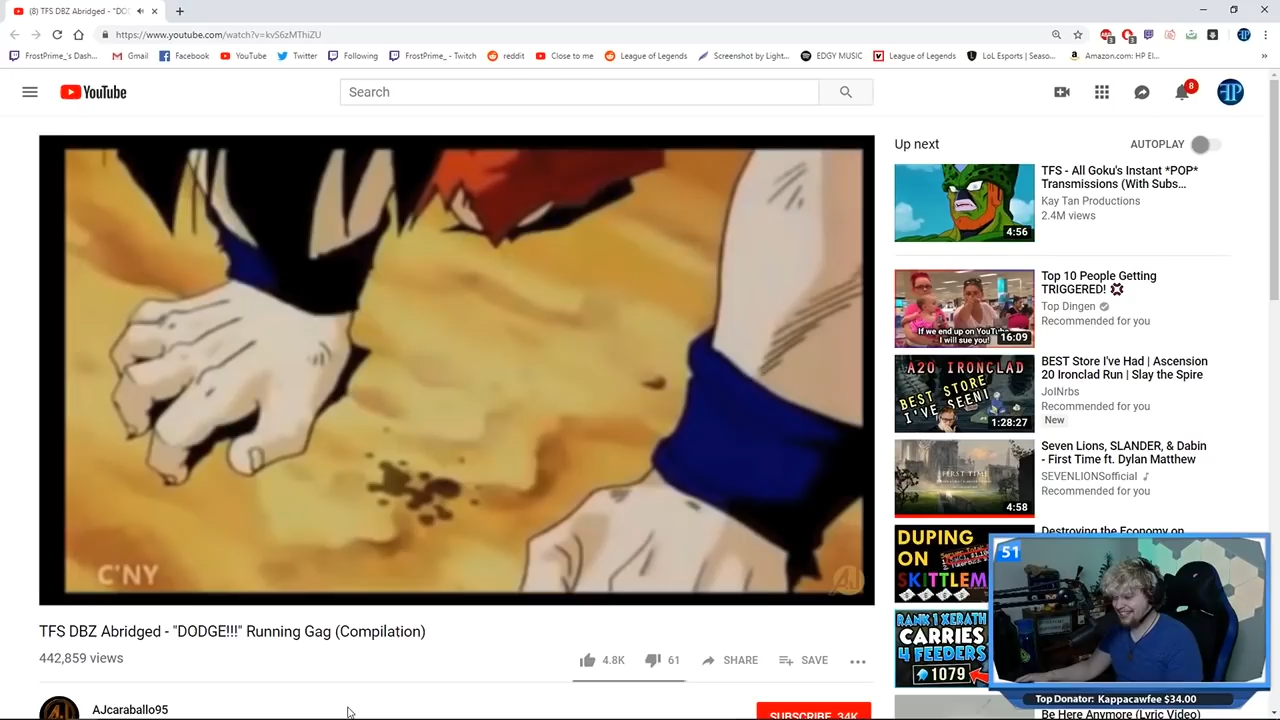 (8) TFS DBZ Abridged - "DOD
https://www.youtube.com/watch?v=kvS6zMThiZU
FrostPrime_'s Dash...
Gmail
Facebook
YouTube
Twitter
Following
FrostPrime_ - Twitch
reddit
Close to me
League of Legends
Screenshot by Light...
EDGY MUSIC
League of Legends
LoL Esports | Seaso...
Amazon.com: HP El...
YouTube
Search
8
Up next
AUTOPLAY
TFS - All Goku's Instant *POP*
Transmissions (With Subs...
Kay Tan Productions
2.4M views
4:56
Top 10 People Getting
TRIGGERED!
Top Dingen
Recommended for you
If we end up on YouTube
I will sue you!
16:09
BEST Store I've Had | Ascension
20 Ironclad Run | Slay the Spire
JoINrbs
Recommended for you
New
A20 IRONCLAD
BEST STORE
I'VE SEEN!
1:28:27
Seven Lions, SLANDER, & Dabin
- First Time ft. Dylan Matthew
SEVENLIONSofficial
Recommended for you
FIRST TIME
4:58
Destroying the Economy on
DUPING
ON
SKITTLEM
RANK 1 XERATH
CARRIES
4 FEEDERS
1079
Be Here Anymore (Lyric Video)
51
Top Donator: Kappacawfee $34.00
C'NY
AJ
TFS DBZ Abridged - "DODGE!!!" Running Gag (Compilation)
442,859 views
4.8K
61
SHARE
SAVE
AJcaraballo95
SUBSCRIBE 34K